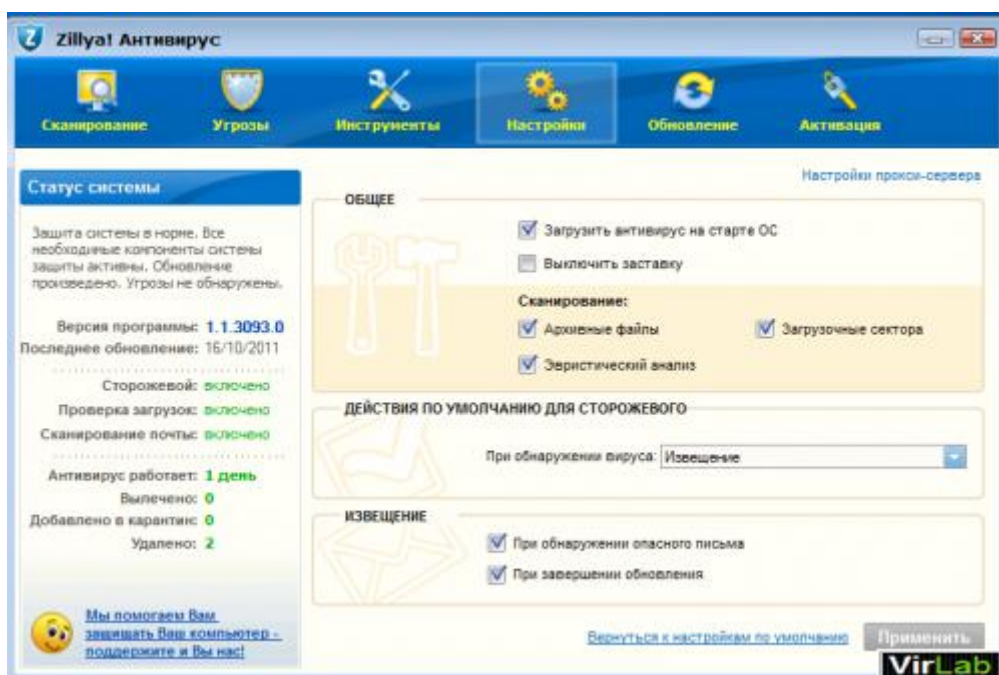 Zillya! Антивирус
Сканирование
Угрозы
Инструменты
Настройки
Обновление
Активация
Статус системы
Защита системы в норме. Все
необходимые компоненты системы
защиты активны. Обновление
произведено. Угрозы не обнаружены.
Версия программы: 1.1.3093.0
Последнее обновление: 16/10/2011
Сторожевой: включено
Проверка загрузок: включено
Сканирование почты: включено
Антивирус работает: 1 день
Вылечено: 0
Добавлено в карантин: 0
Удалено: 2
Мы помогаем Вам
защищать Ваш компьютер -
поддержите и Вы нас!
Настройки прокси-сервера
ОБЩЕЕ
Загрузить антивирус на старте ОС
Выключить заставку
Сканирование:
Архивные файлы
Загрузочные сектора
Эвристический анализ
ДЕЙСТВИЯ ПО УМОЛЧАНИЮ ДЛЯ СТОРОЖЕВОГО
При обнаружении вируса: Извещение
ИЗВЕЩЕНИЕ
При обнаружении опасного письма
При завершении обновления
Вернуться к настройкам по умолчанию
Применить
VirLab